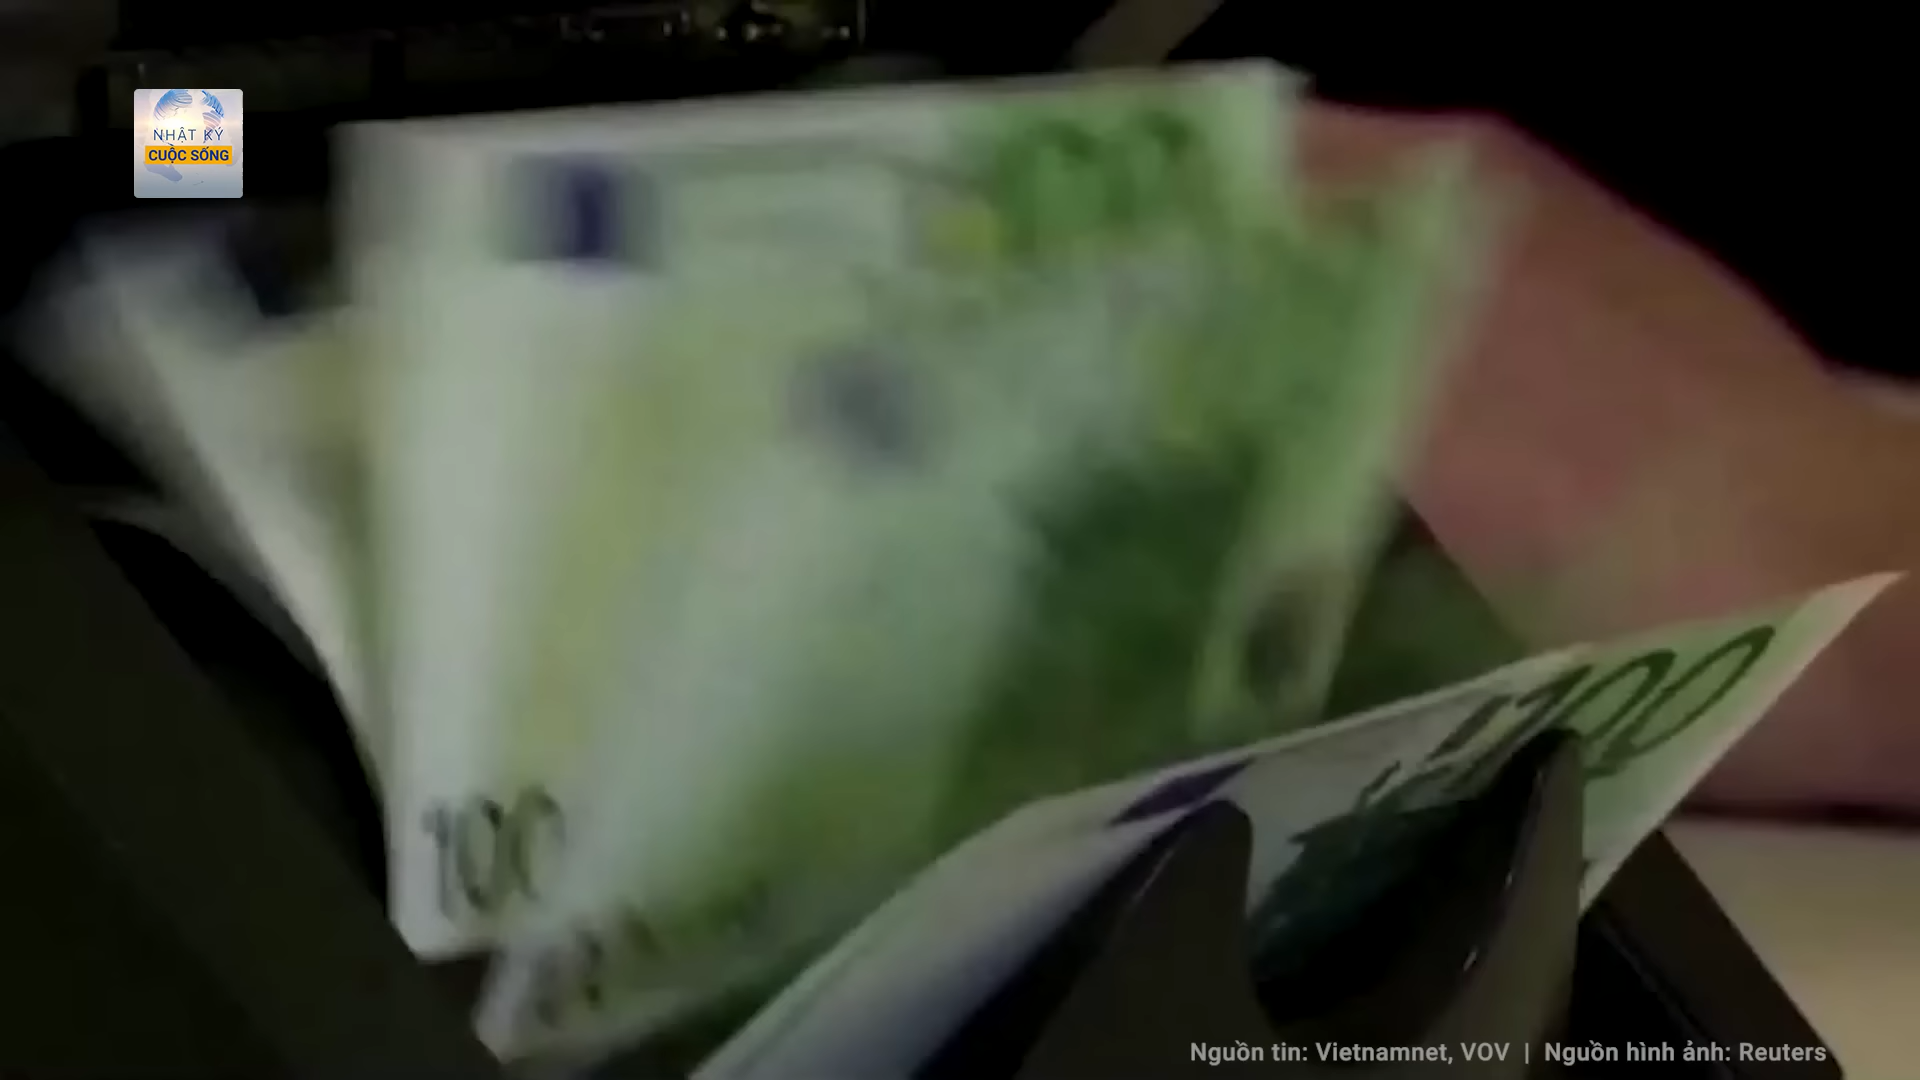 NHẬT KÝ
CUỘC SỐNG
100
100
Nguồn tin: Vietnamnet, VOV | Nguồn hình ảnh: Reuters